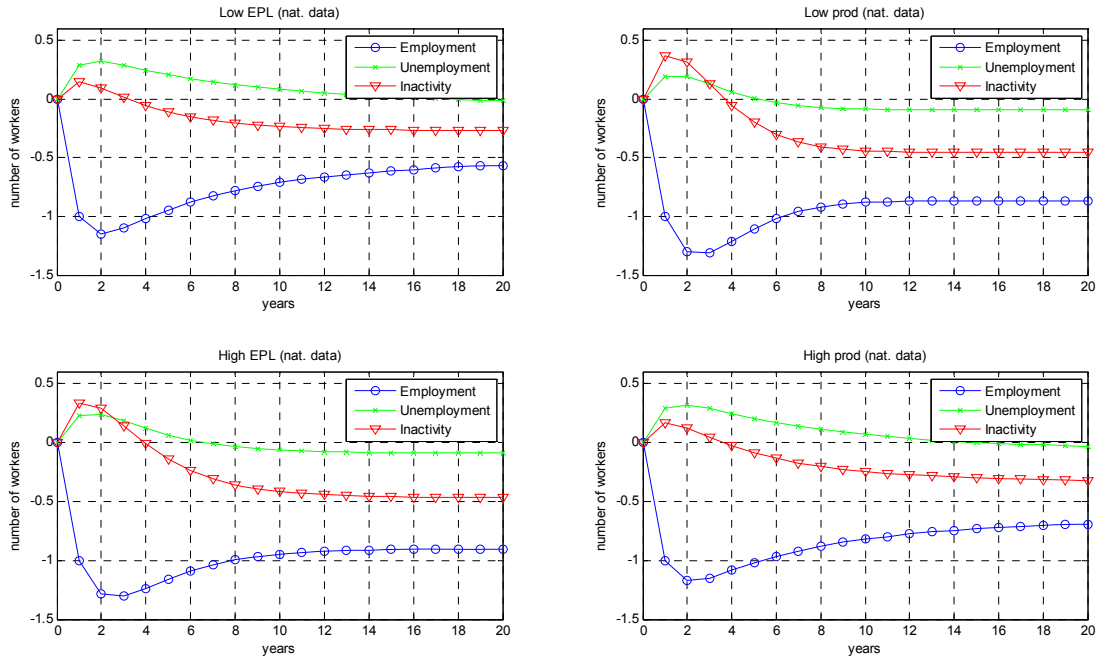 Low EPL (nat. data)
0.5
0
-0.5
-1
-1.5
number of workers
Employment
Unemployment
Inactivity
0 2 4 6 8 10 12 14 16 18 20
years
Low prod (nat. data)
0.5
0
-0.5
-1
-1.5
number of workers
Employment
Unemployment
Inactivity
0 2 4 6 8 10 12 14 16 18 20
years
High EPL (nat. data)
0.5
0
-0.5
-1
-1.5
number of workers
Employment
Unemployment
Inactivity
0 2 4 6 8 10 12 14 16 18 20
years
High prod (nat. data)
0.5
0
-0.5
-1
-1.5
number of workers
Employment
Unemployment
Inactivity
0 2 4 6 8 10 12 14 16 18 20
years